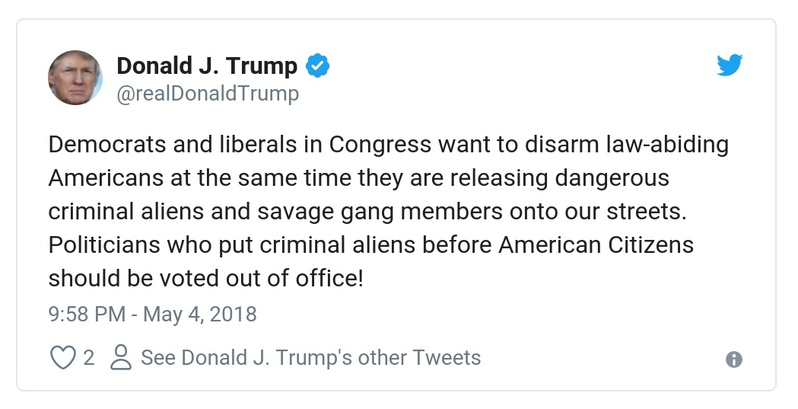 Donald J. Trump
@realDonaldTrump
Democrats and liberals in Congress want to disarm law-abiding
Americans at the same time they are releasing dangerous
criminal aliens and savage gang members onto our streets.
Politicians who put criminal aliens before American Citizens
should be voted out of office!
9:58 PM - May 4, 2018
2 See Donald J. Trump's other Tweets